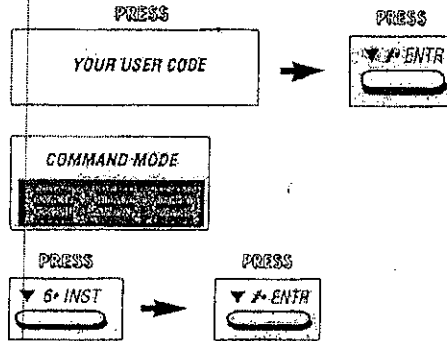 PRESS
PRESS
YOUR USER CODE
ENTR
COMMAND MODE
PRESS
PRESS
6• INST
ENTR